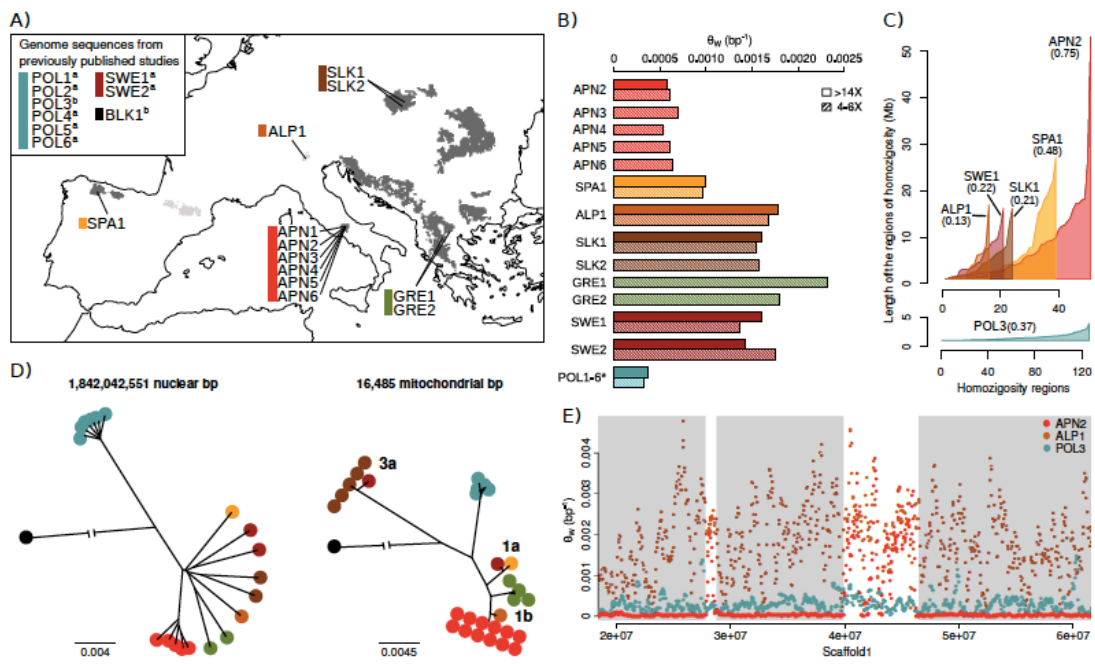 A)
Genome sequences from
previously published studies
POL1a
POL2a
POL3b
POL4a
POL5a
POL6a
SWE1a
SWE2a
BLK1b
SLK1
SLK2
ALP1
SPA1
APN1
APN2
APN3
APN4
APN5
APN6
GRE1
GRE2
B)
θw (bp-1)
0 0.0005 0.001 0.0015 0.002 0.0025
>14X
4-6X
APN2
APN3
APN4
APN5
APN6
SPA1
ALP1
SLK1
SLK2
GRE1
GRE2
SWE1
SWE2
POL1-6*
C)
Length of the regions of homozigosity (Mb)
50
40
30
20
10
0
APN2
(0.75)
SPA1
(0.48)
SWE1
(0.22)
SLK1
(0.21)
ALP1
(0.13)
0 20 40
5
0
POL3(0.37)
0 40 80 120
Homozigosity regions
D)
1,842,042,551 nuclear bp
0.004
16,485 mitochondrial bp
3a
1a
1b
0.0045
E)
θw (bp-1)
0.004
0.003
0.002
0.001
0
APN2
ALP1
POL3
2e+07 3e+07 4e+07 5e+07 6e+07
Scaffold1